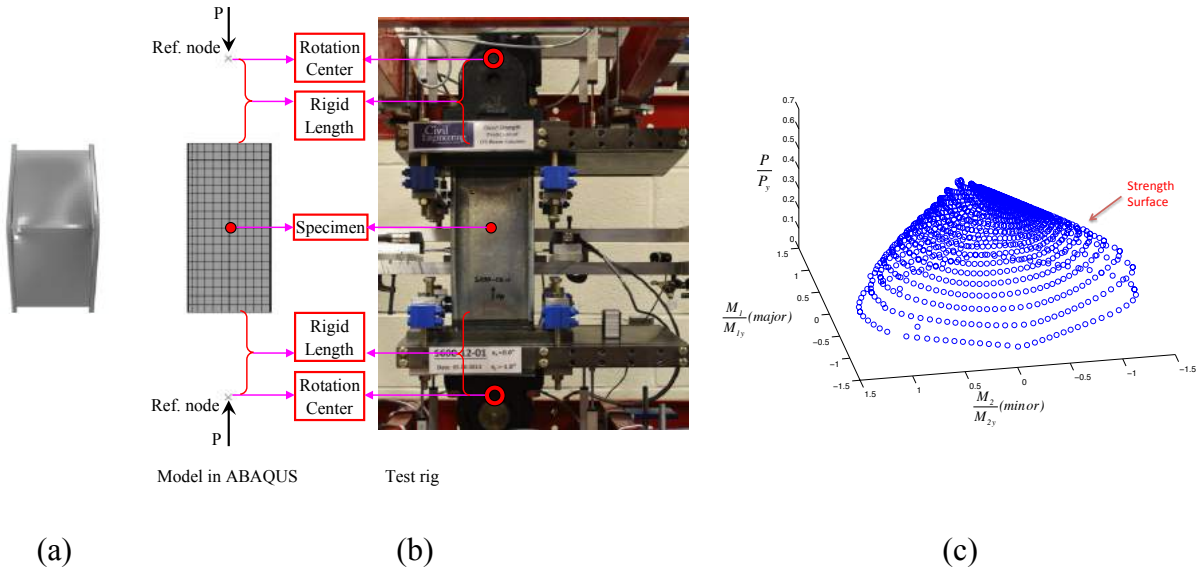 P
Ref. node
Rotation
Center
Rigid
Length
Civil
Engineering
Specimen
Rigid
Length
S600-12-01
Rotation
Center
Ref. node
P
Model in ABAQUS
Test rig
0.7
0.6
0.5
0.4
0.3
0.2
0.1
0
P
P_y
Strength
Surface
1.5
1
0.5
0
−0.5
−1
−1.5
M_1
M_1y (major)
1.5
1
0.5
0
-0.5
−1
−1.5
M_2
M_2y (minor)
(a)
(b)
(c)